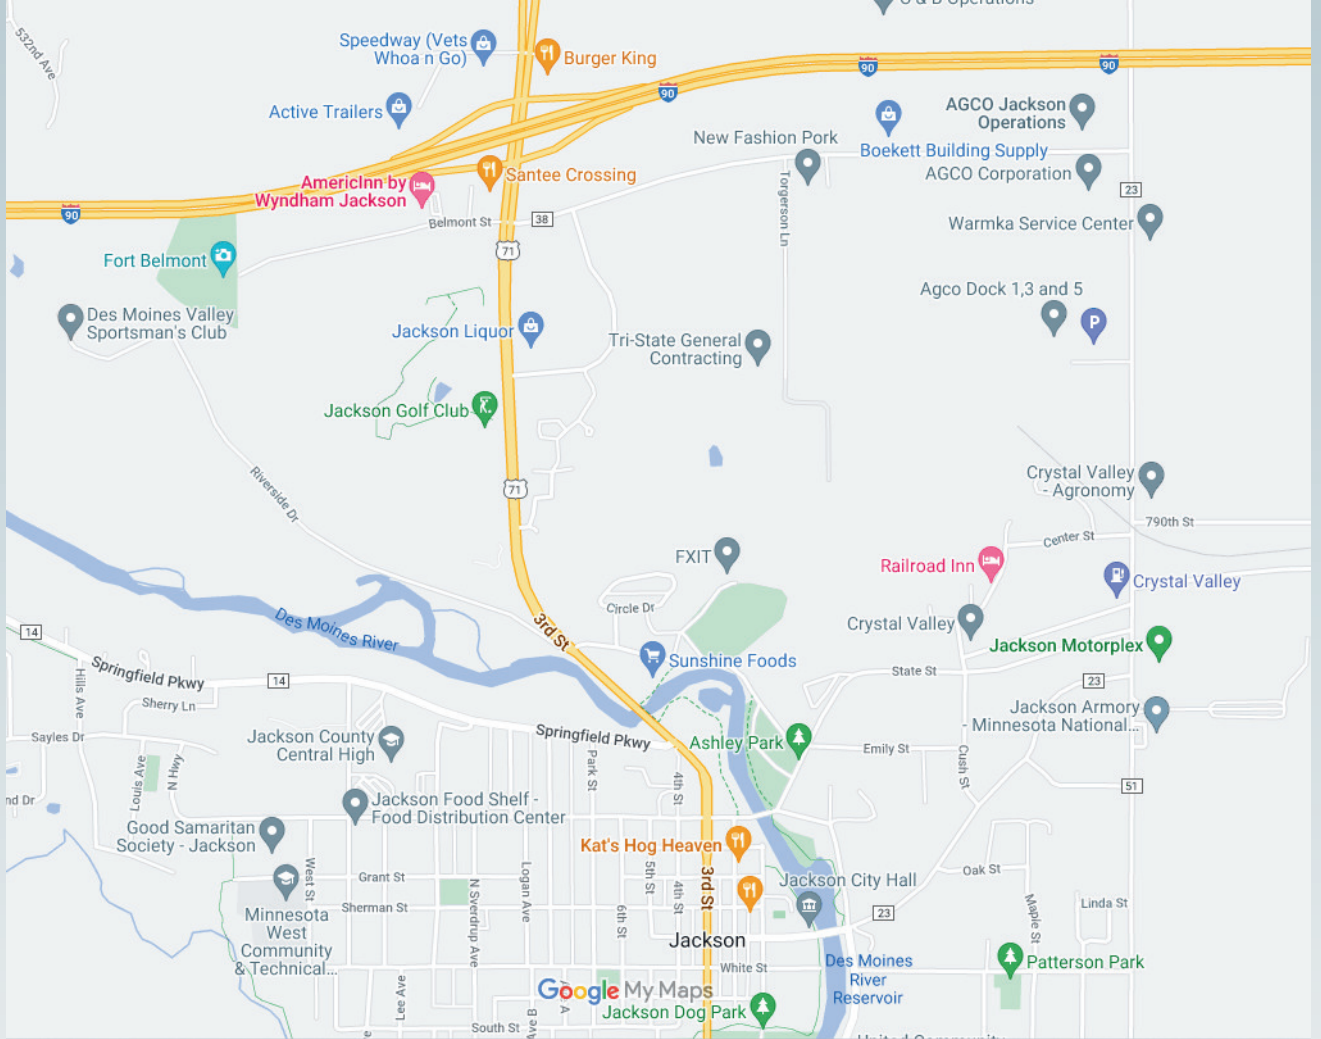 C & B Operations
532nd Ave
Speedway (Vets
Whoa n Go)
Burger King
90
90
90
Active Trailers
AGCO Jackson
Operations
New Fashion Pork
Boekett Building Supply
AmericInn by
Wyndham Jackson
Santee Crossing
AGCO Corporation
23
90
Belmont St
38
Torgerson Ln
Warmka Service Center
71
Fort Belmont
Agco Dock 1,3 and 5
P
Des Moines Valley
Sportsman's Club
Jackson Liquor
Tri-State General
Contracting
Jackson Golf Club
Riverside Dr
71
Crystal Valley
- Agronomy
790th St
Center St
FXIT
Railroad Inn
Crystal Valley
Circle Dr
Des Moines River
3rd St
Crystal Valley
14
Jackson Motorplex
Springfield Pkwy
14
Sunshine Foods
State St
23
Hills Ave
Sherry Ln
Jackson Armory
- Minnesota National...
Sayles Dr
Jackson County
Central High
Springfield Pkwy
Ashley Park
Emily St
Cush St
Louis Ave
N Hwy
Park St
4th St
51
nd Dr
Jackson Food Shelf -
Food Distribution Center
Good Samaritan
Society - Jackson
Kat's Hog Heaven
West St
Grant St
Logan Ave
5th St
4th St
3rd St
Jackson City Hall
Oak St
Minnesota
West
Community
& Technical...
Sherman St
N Sverdrup Ave
6th St
23
Maple St
Linda St
Jackson
White St
Des Moines
River
Reservoir
Patterson Park
Lee Ave
Google My Maps
A
Jackson Dog Park
South St
Ave B
e
United Community